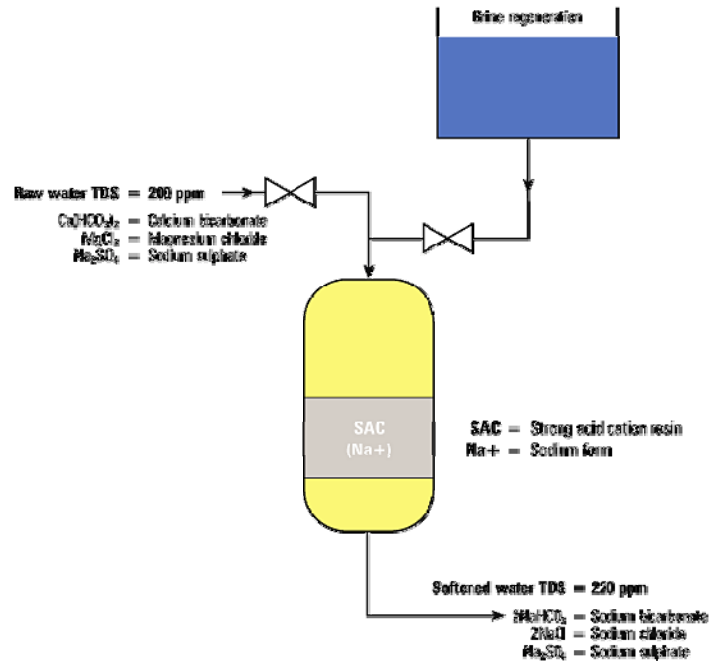 Brine regeneration
Raw water TDS = 200 ppm
Ca(HCO₃)₂ = Calcium bicarbonate
MgCl₂ = Magnesium chloride
Na₂SO₄ = Sodium sulphate
SAC
(Na+)
SAC = Strong acid cation resin
Na+ = Sodium form
Softened water TDS = 220 ppm
2NaHCO₃ = Sodium bicarbonate
2NaCl = Sodium chloride
Na₂SO₄ = Sodium sulphate